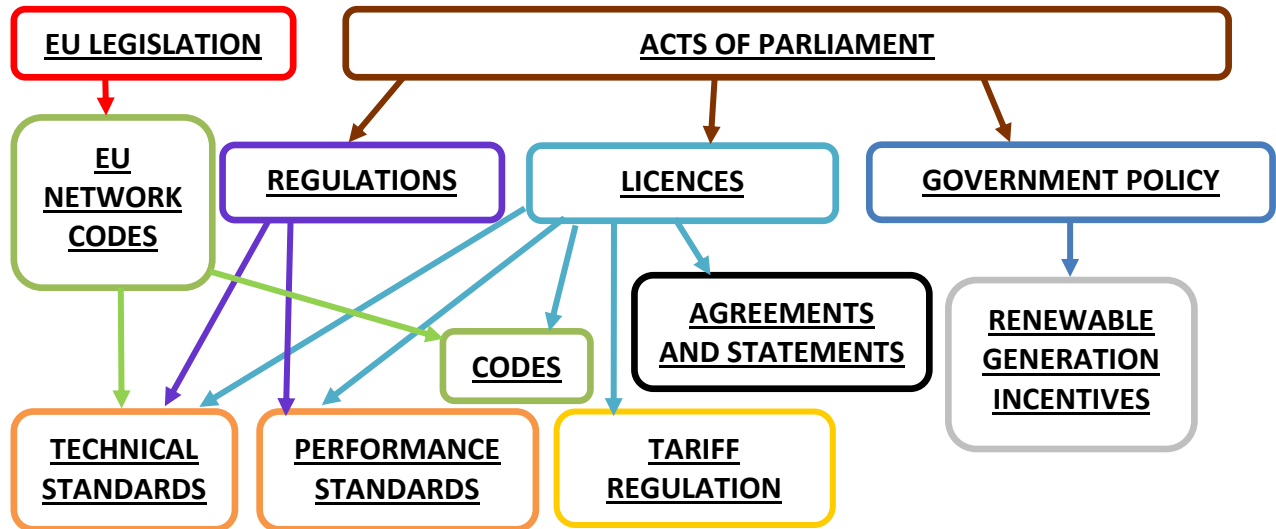 EU LEGISLATION
ACTS OF PARLIAMENT
EU
NETWORK
CODES
REGULATIONS
LICENCES
GOVERNMENT POLICY
AGREEMENTS
AND STATEMENTS
RENEWABLE
GENERATION
INCENTIVES
CODES
TECHNICAL
STANDARDS
PERFORMANCE
STANDARDS
TARIFF
REGULATION